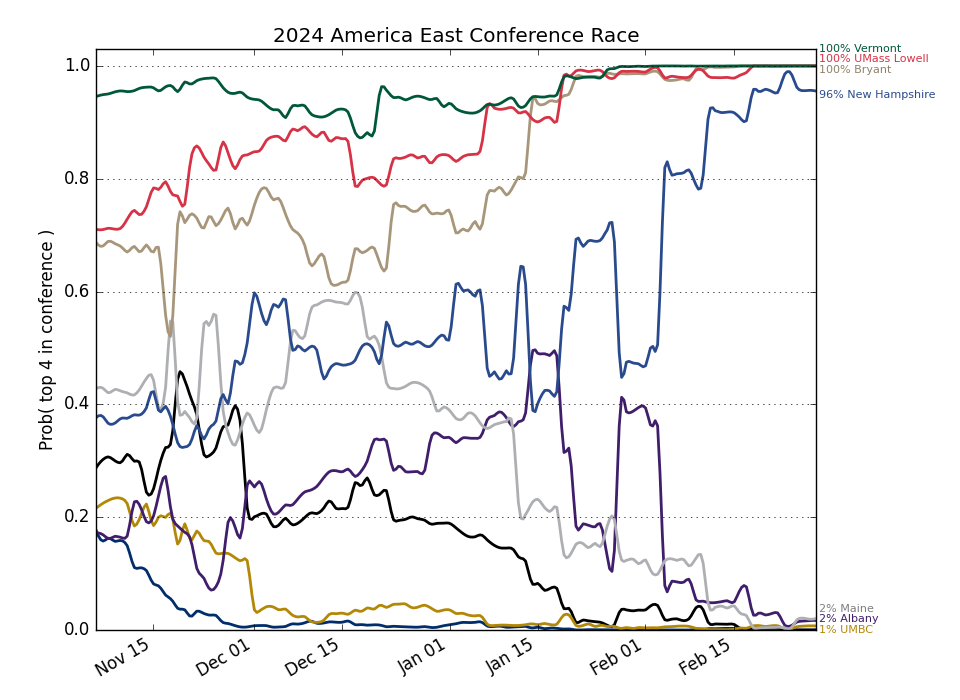 2024 America East Conference Race
Prob( top 4 in conference )
1.0
0.8
0.6
0.4
0.2
0.0
Nov 15
Dec 01
Dec 15
Jan 01
Jan 15
Feb 01
Feb 15
100% Vermont
100% UMass Lowell
100% Bryant
96% New Hampshire
2% Maine
2% Albany
1% UMBC